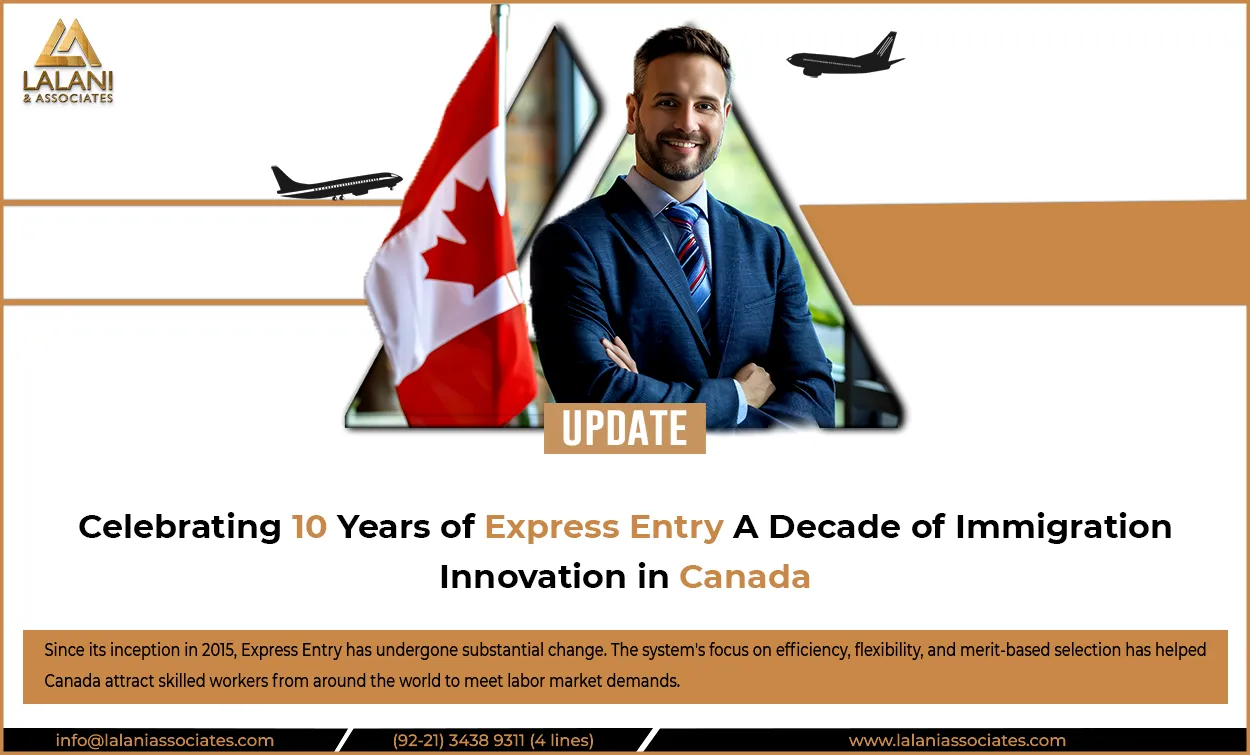 LALANI
& ASSOCIATES
UPDATE
Celebrating 10 Years of Express Entry A Decade of Immigration
Innovation in Canada
Since its inception in 2015, Express Entry has undergone substantial change. The system's focus on efficiency, flexibility, and merit-based selection has helped
Canada attract skilled workers from around the world to meet labor market demands.
info@lalaniassociates.com
(92-21) 3438 9311 (4 lines)
www.lalaniassociates.com